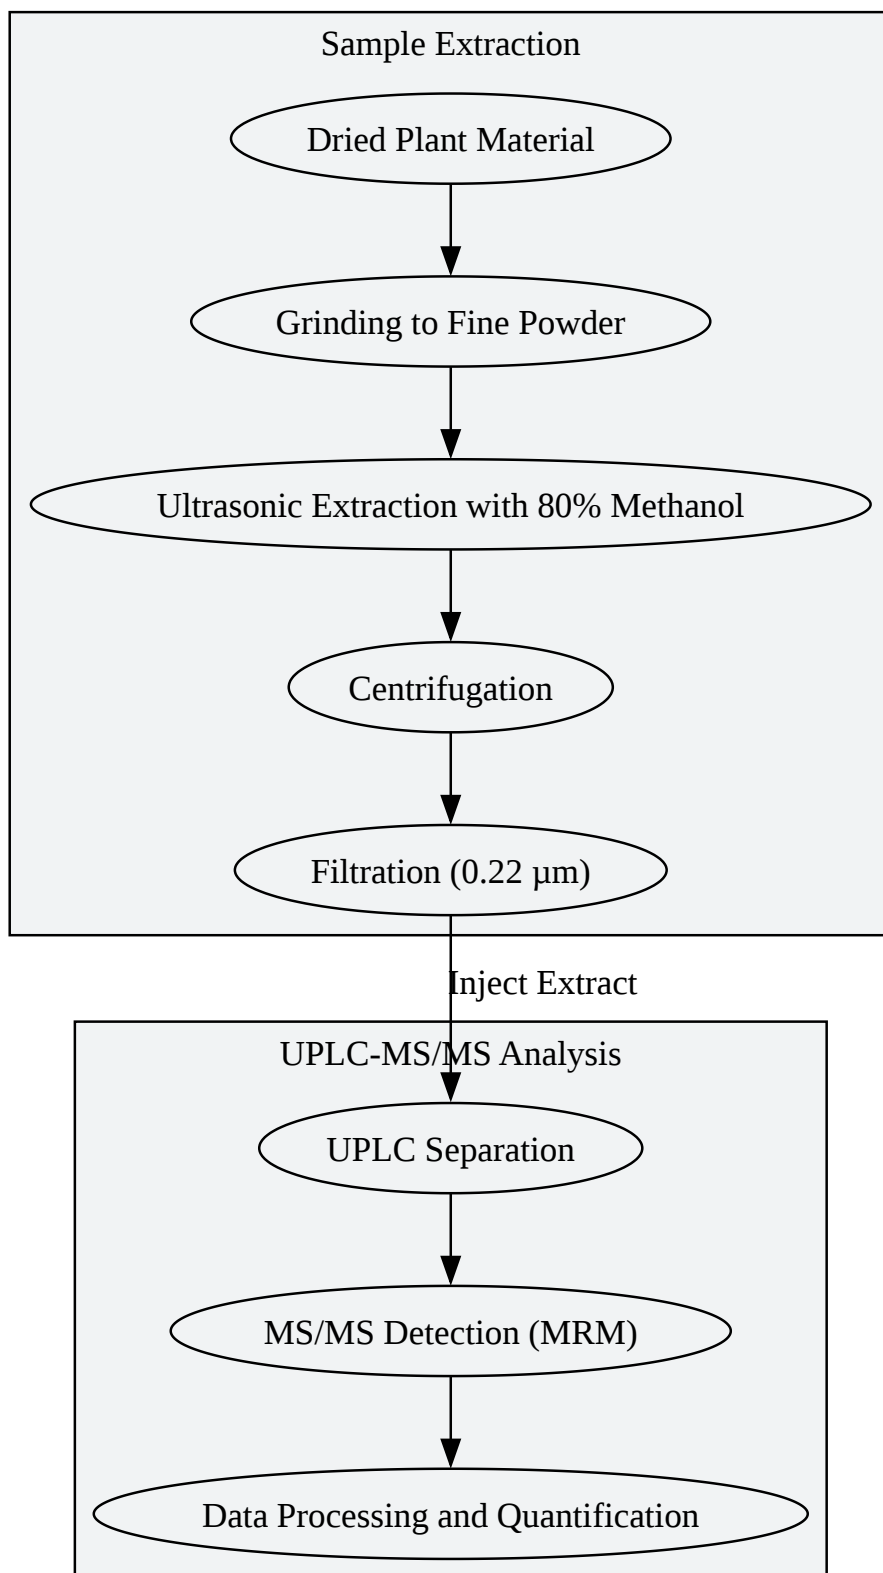 Sample Extraction
Dried Plant Material
Grinding to Fine Powder
Ultrasonic Extraction with 80% Methanol
Centrifugation
Filtration (0.22 µm)
Inject Extract
UPLC-MS/MS Analysis
UPLC Separation
MS/MS Detection (MRM)
Data Processing and Quantification